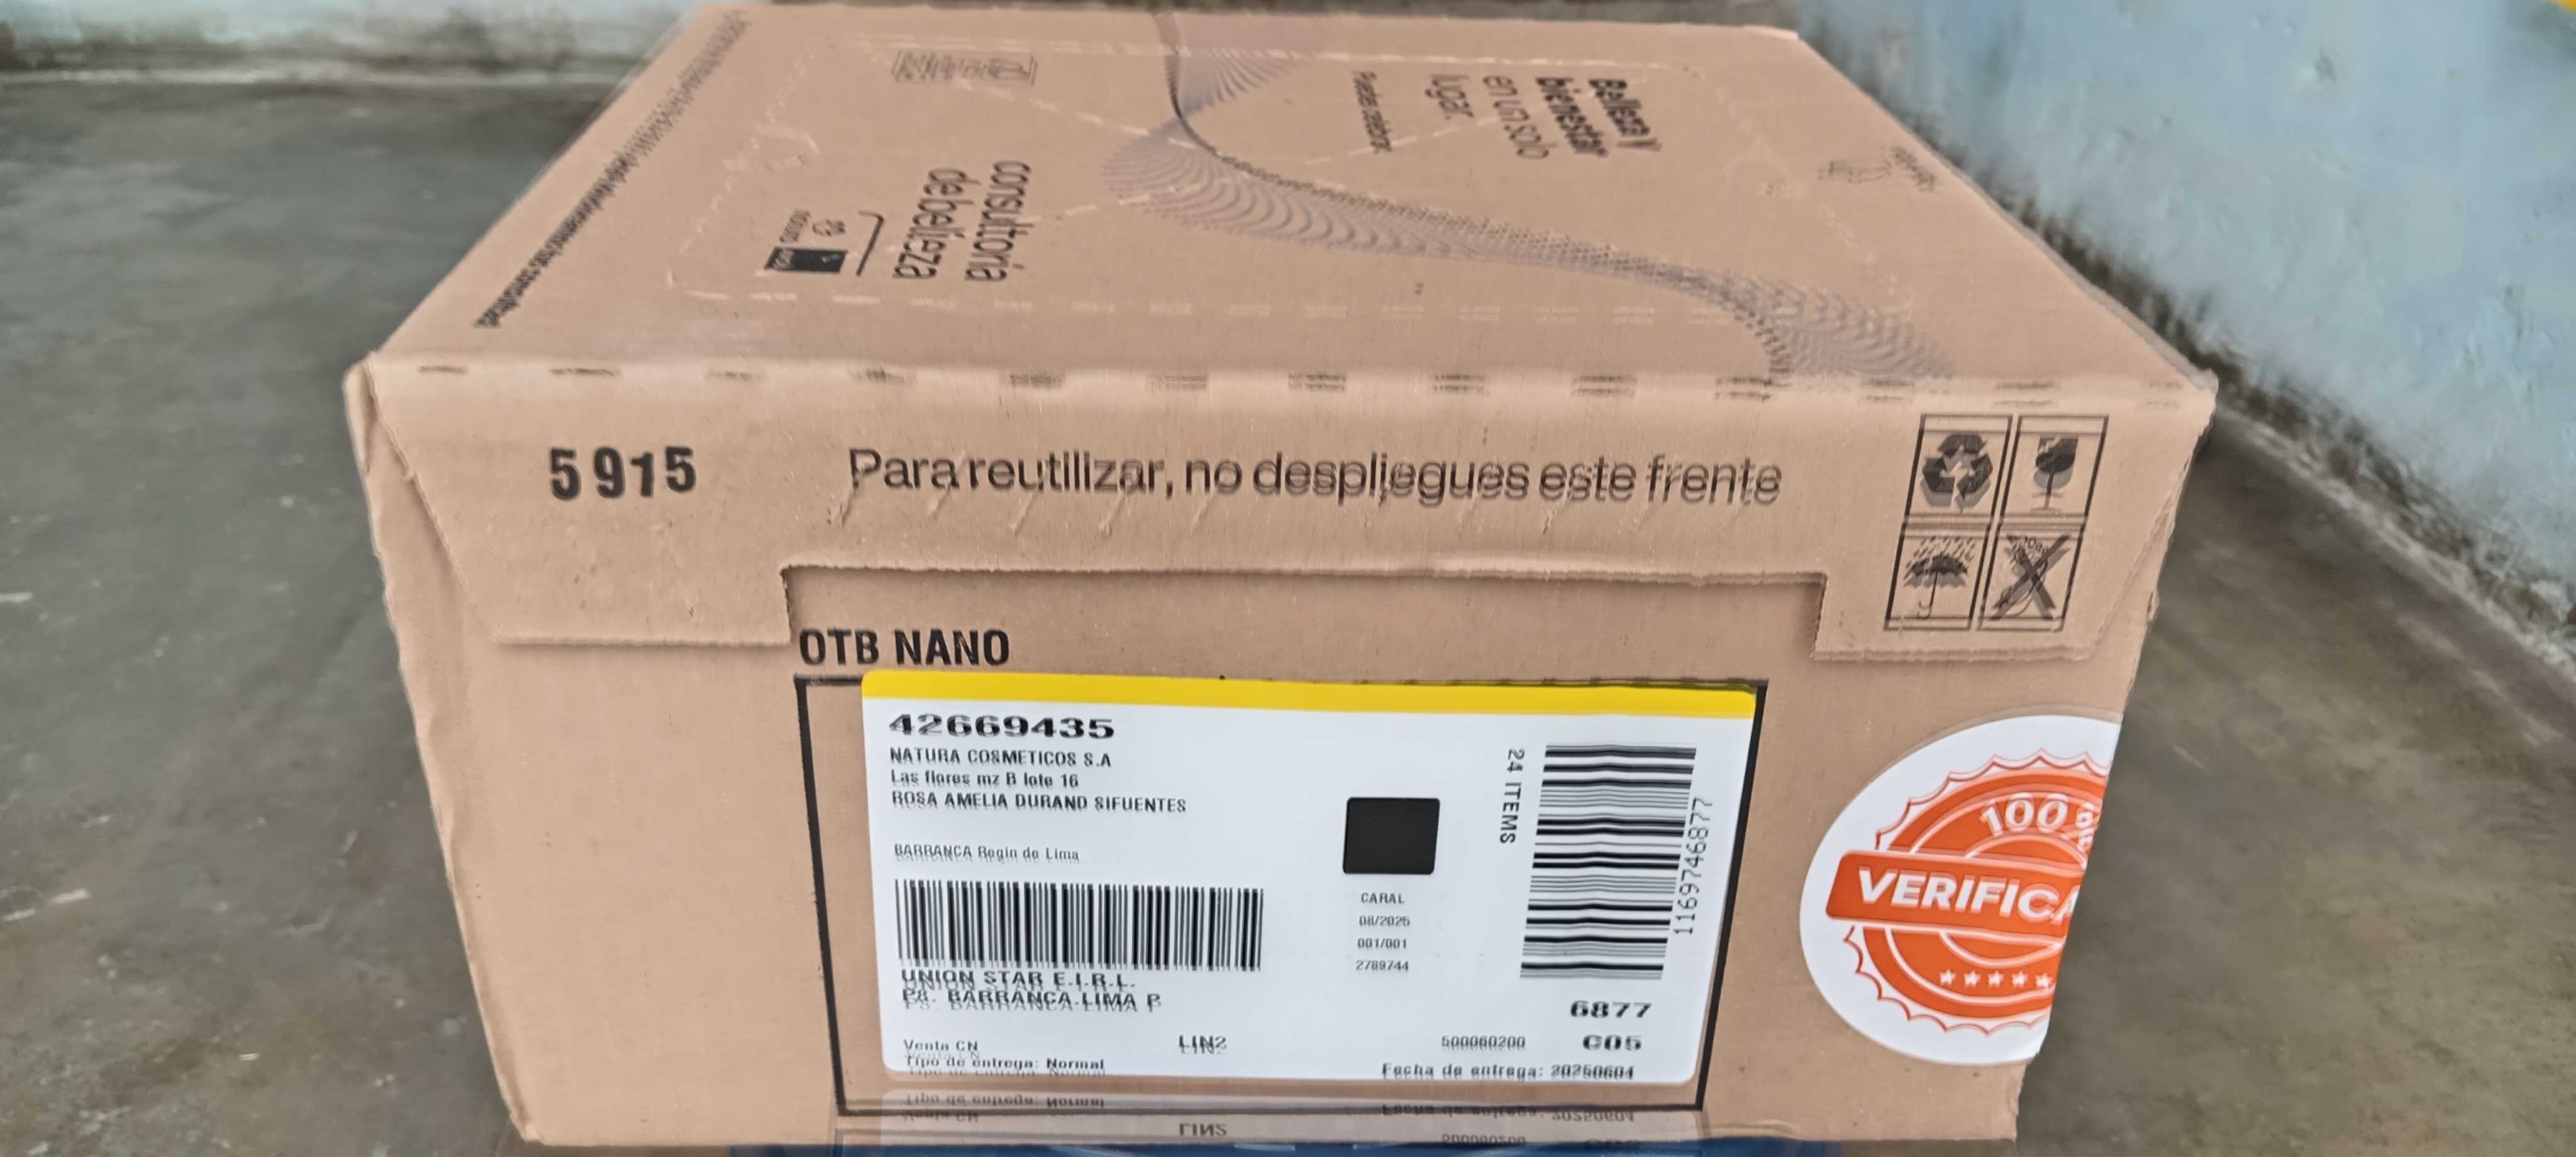 Belleza y
bienestar
en un solo
lugar.
consultoría
de belleza
5915
Para reutilizar, no despliegues este frente
OTB NANO
42669435
NATURA COSMETICOS S.A
Las flores mz B lote 16
ROSA AMELIA DURAND SIFUENTES
BARRANCA Regin de Lima
UNION STAR E.I.R.L.
P8. BARRANCA-LIMA P
Venta CN
LIN2
Tipo de entrega: Normal
CARAL
08/2025
001/001
2789744
24 ITEMS
11697746877
6877
500060200
C05
Fecha de entrega: 20250604
100
VERIFICA